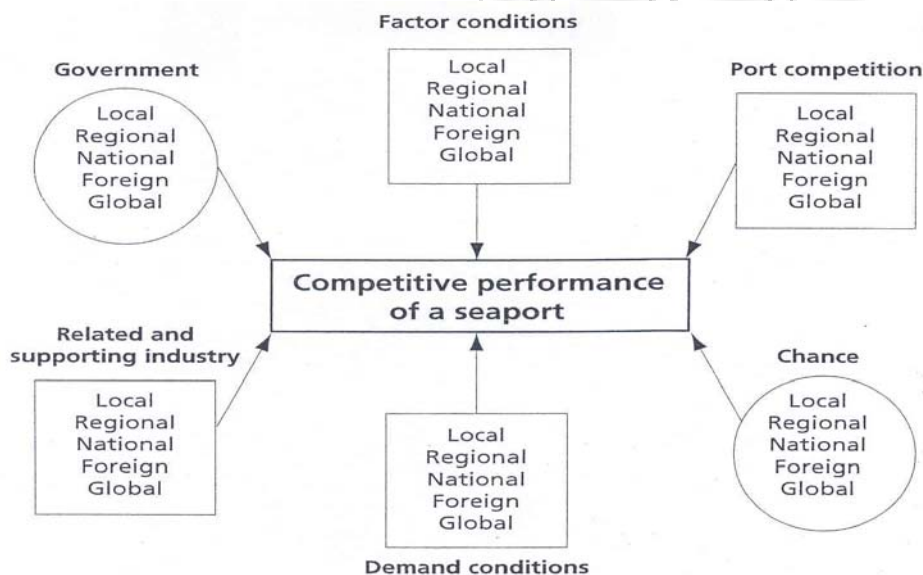 Factor conditions
Local
Regional
National
Foreign
Global
Government
Local
Regional
National
Foreign
Global
Port competition
Local
Regional
National
Foreign
Global
Competitive performance
of a seaport
Related and
supporting industry
Local
Regional
National
Foreign
Global
Local
Regional
National
Foreign
Global
Demand conditions
Chance
Local
Regional
National
Foreign
Global